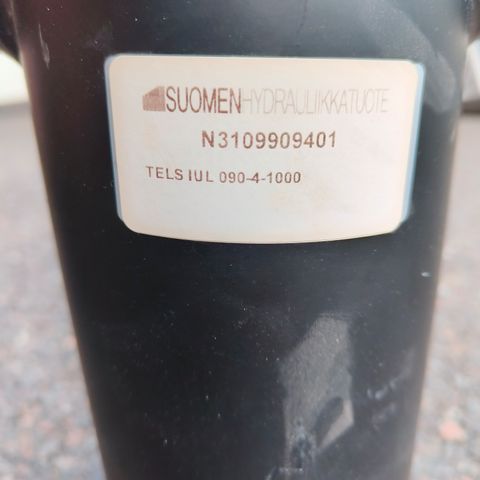 SUOMENHYDRAULIIKKATUOTE
N3109909401
TELS IUL 090-4-1000